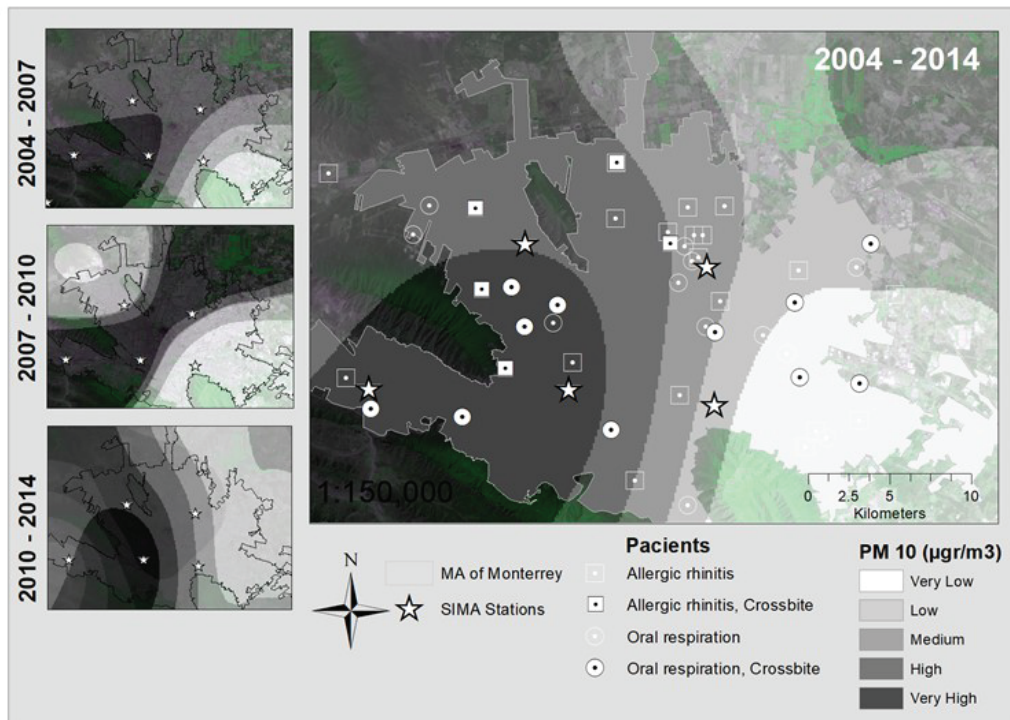 2004 - 2007
2007 - 2010
2010 - 2014
2004 - 2014
1:150,000
0 2.5 5 10
Kilometers
N
MA of Monterrey
SIMA Stations
Pacients
Allergic rhinitis
Allergic rhinitis, Crossbite
Oral respiration
Oral respiration, Crossbite
PM 10 (µgr/m3)
Very Low
Low
Medium
High
Very High